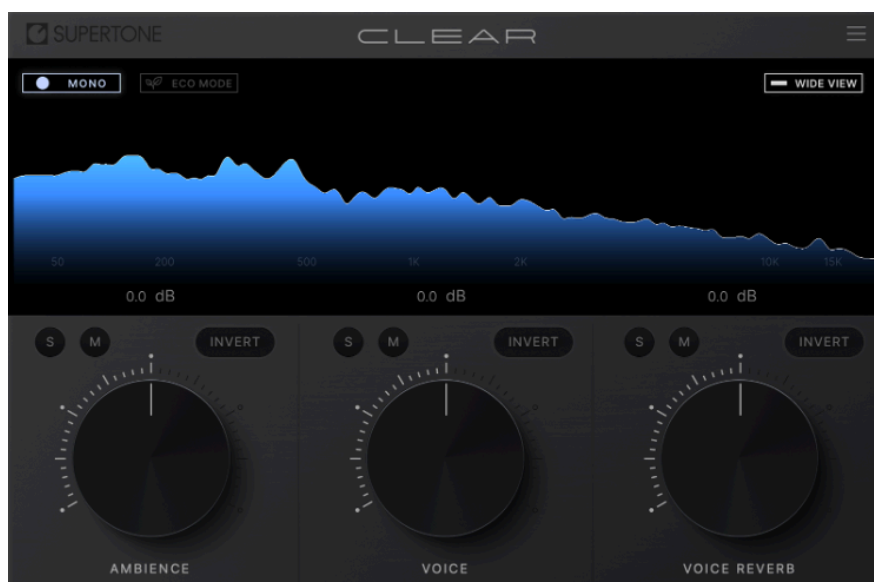 SUPERTONE CLEAR
MONO ECO MODE WIDE VIEW
50 200 500 1K 2K 10K 15K
0.0 dB 0.0 dB 0.0 dB
S M INVERT S M INVERT S M INVERT
AMBIENCE VOICE VOICE REVERB